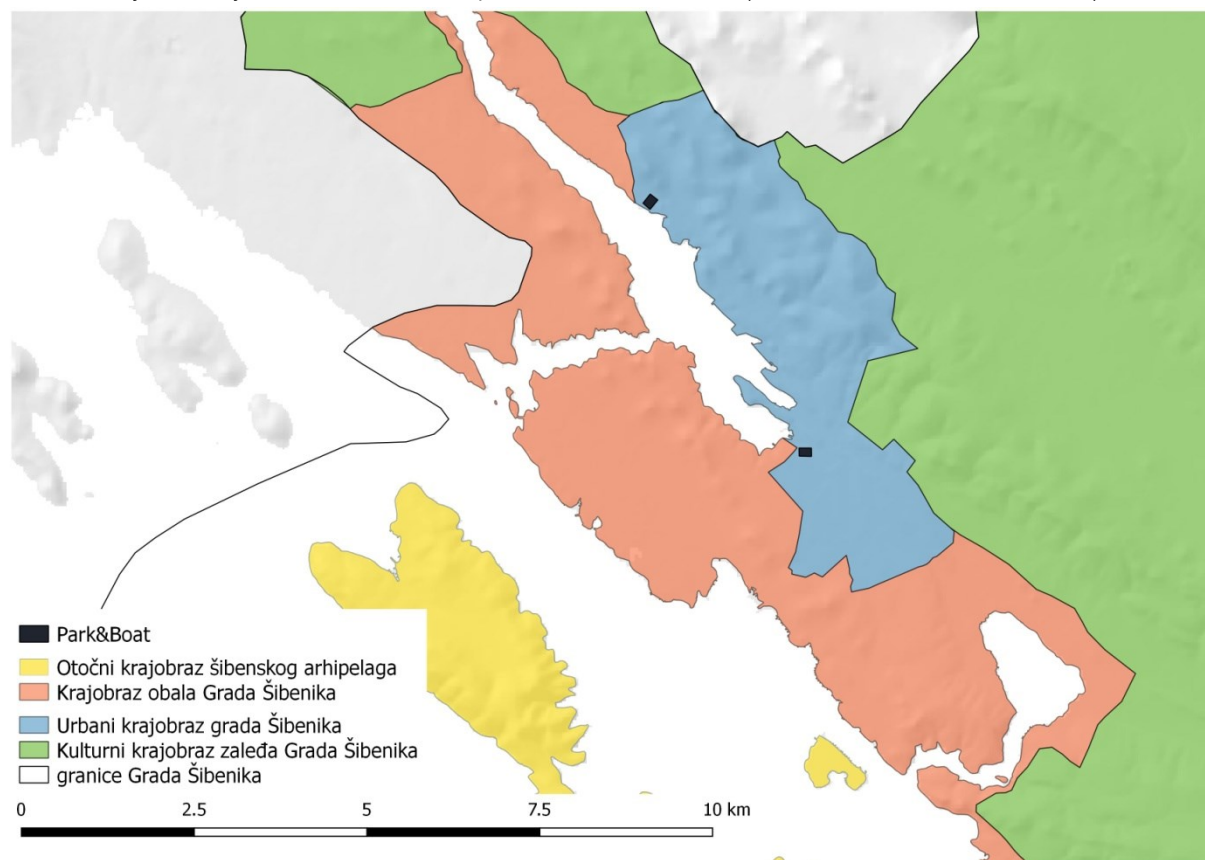 Park&Boat
Otočni krajobraz šibenskog arhipelaga
Krajobraz obala Grada Šibenika
Urbani krajobraz grada Šibenika
Kulturni krajobraz zaleđa Grada Šibenika
granice Grada Šibenika
0 2.5 5 7.5 10 km